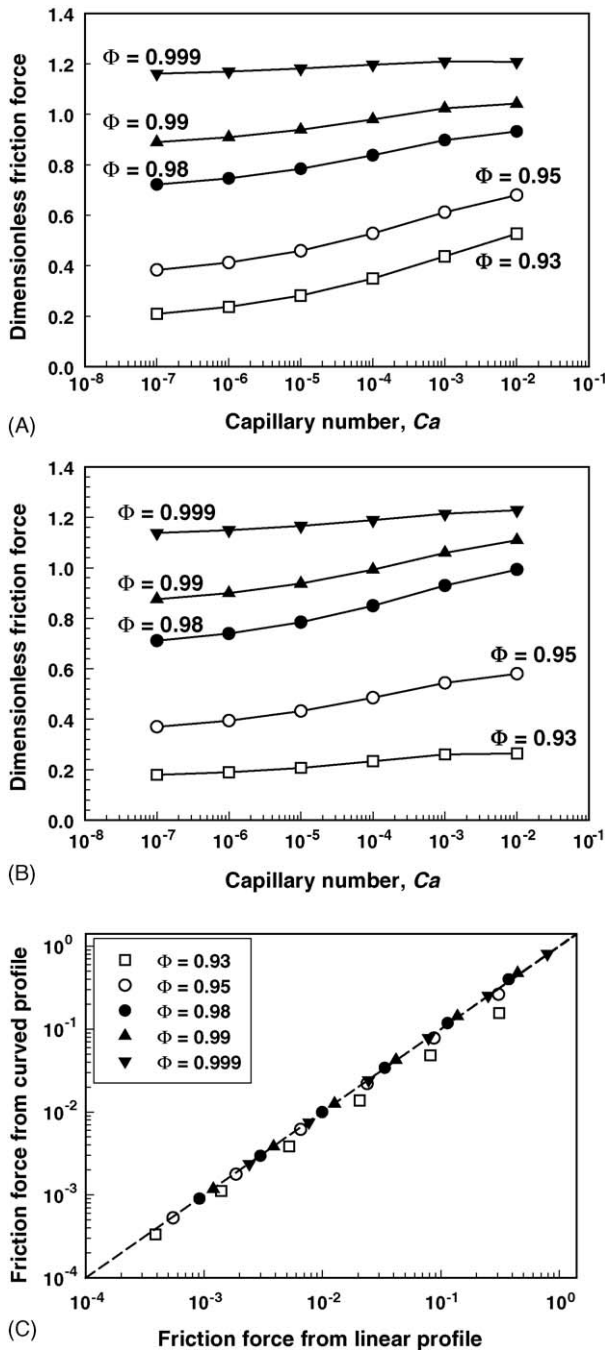 1.4
1.2
1.0
0.8
0.6
0.4
0.2
0.0
Dimensionless friction force
Φ = 0.999
Φ = 0.99
Φ = 0.98
Φ = 0.95
Φ = 0.93
10⁻⁸ 10⁻⁷ 10⁻⁶ 10⁻⁵ 10⁻⁴ 10⁻³ 10⁻² 10⁻¹
Capillary number, Ca
(A)
1.4
1.2
1.0
0.8
0.6
0.4
0.2
0.0
Dimensionless friction force
Φ = 0.999
Φ = 0.99
Φ = 0.98
Φ = 0.95
Φ = 0.93
10⁻⁸ 10⁻⁷ 10⁻⁶ 10⁻⁵ 10⁻⁴ 10⁻³ 10⁻² 10⁻¹
Capillary number, Ca
(B)
10⁰
10⁻¹
10⁻²
10⁻³
10⁻⁴
Friction force from curved profile
Φ = 0.93
Φ = 0.95
Φ = 0.98
Φ = 0.99
Φ = 0.999
10⁻⁴ 10⁻³ 10⁻² 10⁻¹ 10⁰
Friction force from linear profile
(C)